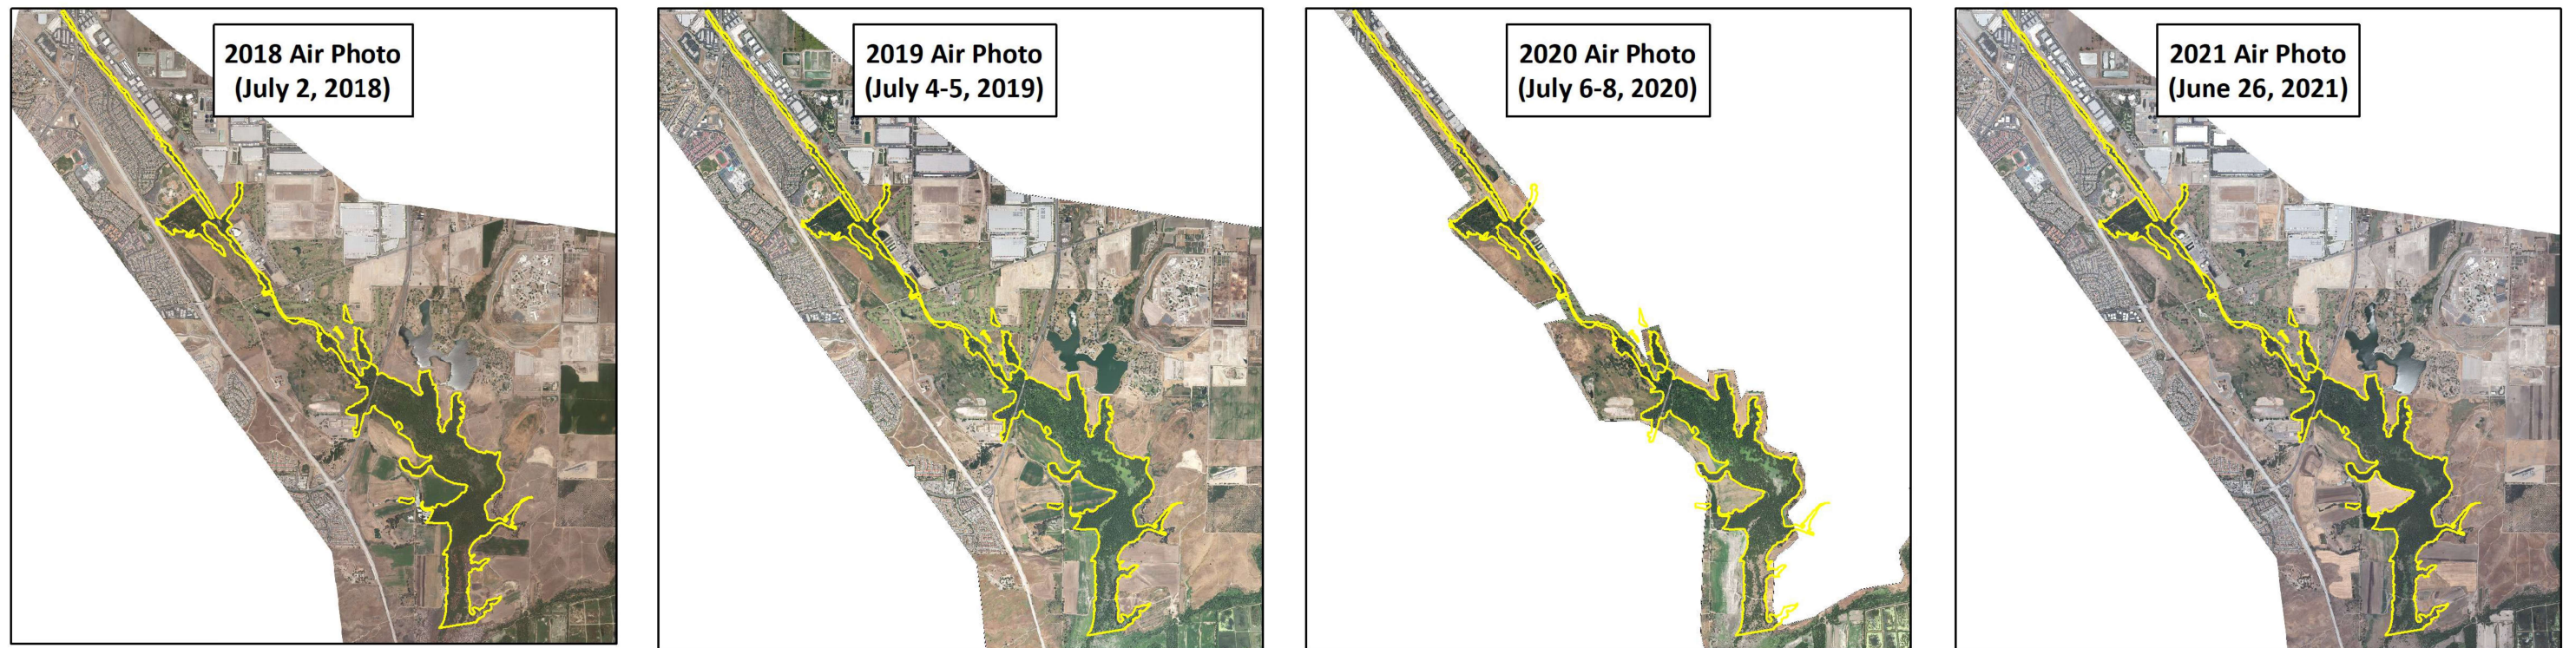 2018 Air Photo
(July 2, 2018)
2019 Air Photo
(July 4-5, 2019)
2020 Air Photo
(July 6-8, 2020)
2021 Air Photo
(June 26, 2021)